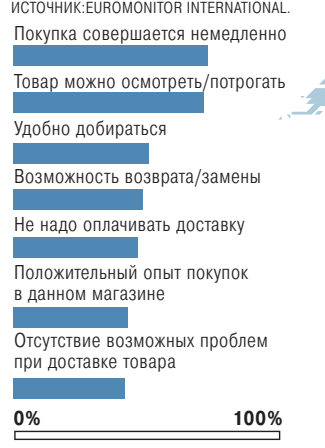 ИСТОЧНИК:EUROMONITOR INTERNATIONAL.
Покупка совершается немедленно
Товар можно осмотреть/потрогать
Удобно добираться
Возможность возврата/замены
Не надо оплачивать доставку
Положительный опыт покупок
в данном магазине
Отсутствие возможных проблем
при доставке товара
0% 100%